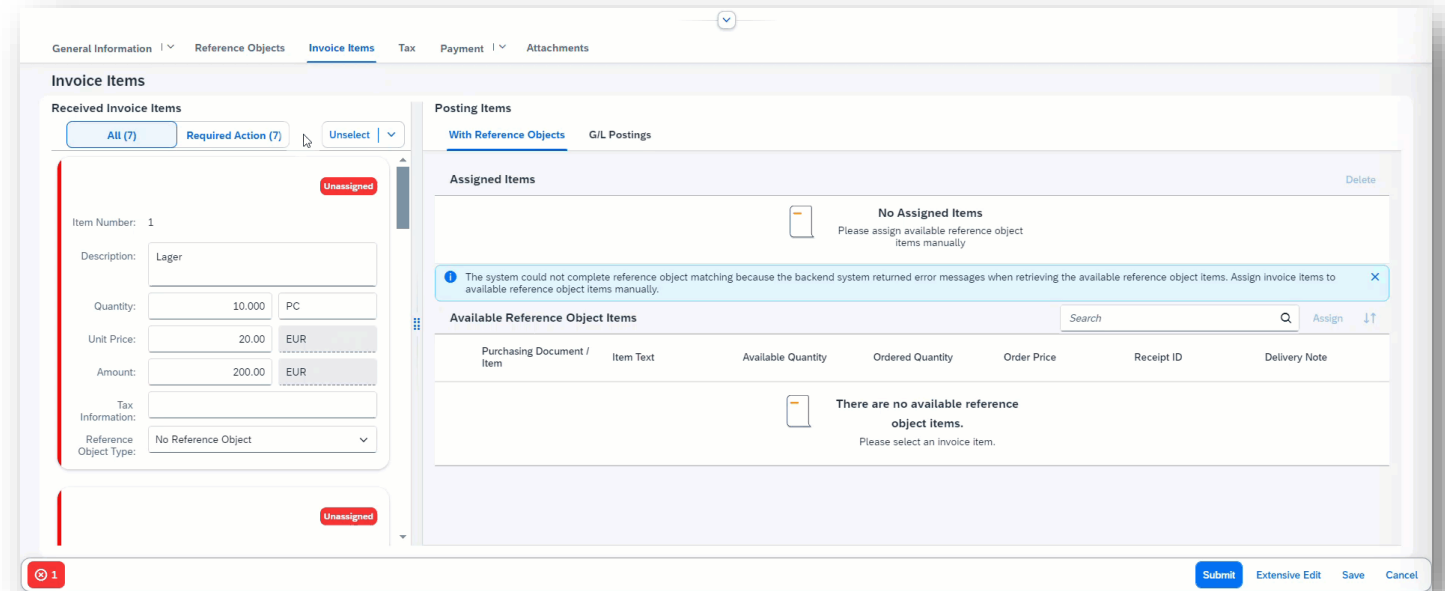 General Information
Reference Objects
Invoice Items
Tax
Payment
Attachments
Invoice Items
Received Invoice Items
All (7)
Required Action (7)
Unselect
Unassigned
Item Number: 1
Description: Lager
Quantity: 10.000 PC
Unit Price: 20.00 EUR
Amount: 200.00 EUR
Tax
Information:
Reference
Object Type:
No Reference Object
Unassigned
Posting Items
With Reference Objects
G/L Postings
Assigned Items
Delete
No Assigned Items
Please assign available reference object
items manually
The system could not complete reference object matching because the backend system returned error messages when retrieving the available reference object items. Assign invoice items to
available reference object items manually.
Available Reference Object Items
Search
Assign
Purchasing Document /
Item
Item Text
Available Quantity
Ordered Quantity
Order Price
Receipt ID
Delivery Note
There are no available reference
object items.
Please select an invoice item.
1
Submit
Extensive Edit
Save
Cancel